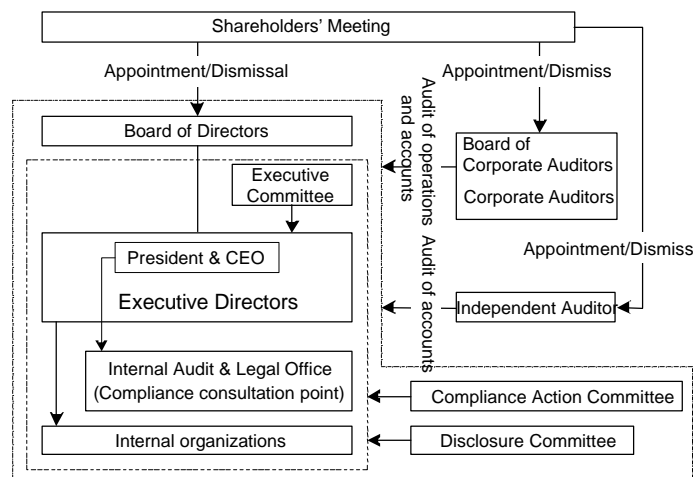 Shareholders' Meeting
Appointment/Dismissal
Appointment/Dismiss
Audit of operations
and accounts
Board of Directors
Board of
Corporate Auditors
Corporate Auditors
Executive
Committee
President & CEO
Executive Directors
Audit of accounts
Appointment/Dismiss
Independent Auditor
Internal Audit & Legal Office
(Compliance consultation point)
Compliance Action Committee
Internal organizations
Disclosure Committee